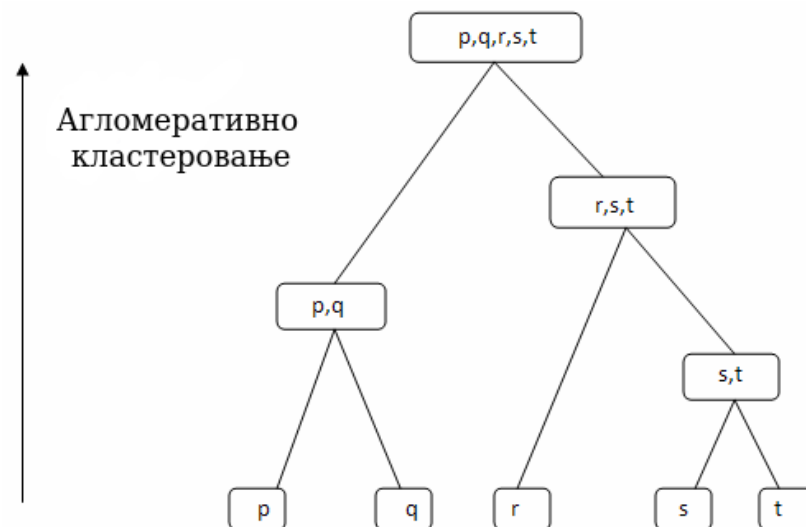 p,q,r,s,t
Агломеративно
кластеровање
r,s,t
p,q
s,t
p
q
r
s
t